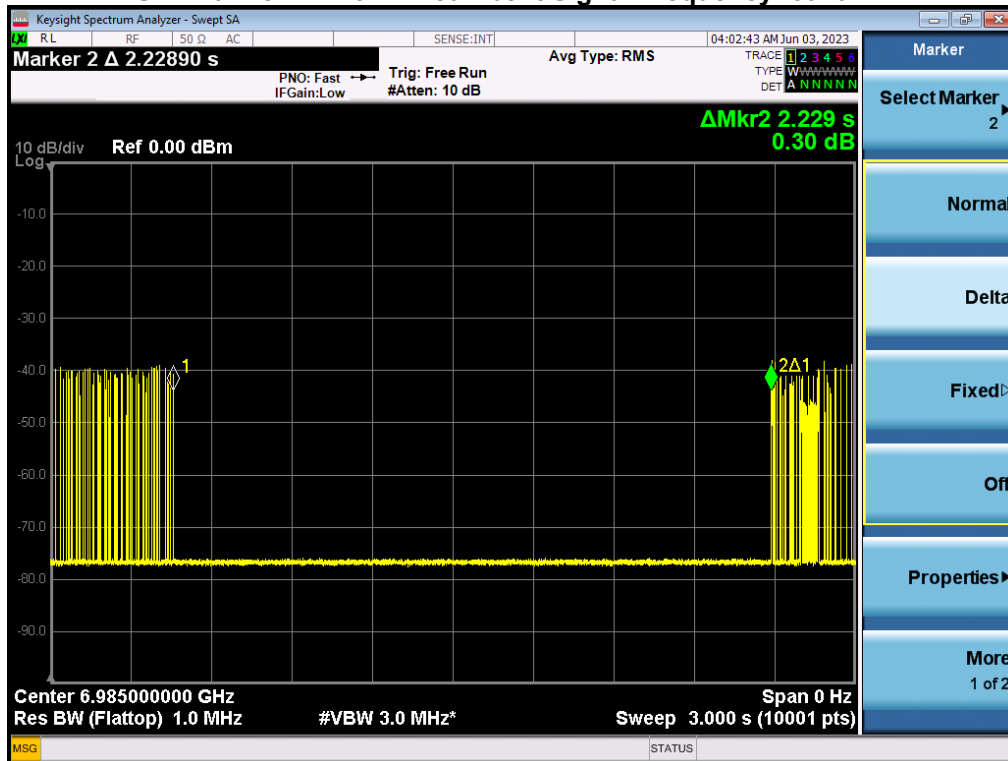 Keysight Spectrum Analyzer - Swept SA
LXI RL RF 50 Ω AC SENSE:INT 04:02:43 AM Jun 03, 2023
Marker 2 Δ 2.22890 s
PNO: Fast
IFGain:Low
Trig: Free Run
#Atten: 10 dB
Avg Type: RMS
TRACE 1 2 3 4 5 6
TYPE WWWWWW
DET A N N N N N
ΔMkr2 2.229 s
0.30 dB
10 dB/div Ref 0.00 dBm
Log
-10.0
-20.0
-30.0
-40.0
-50.0
-60.0
-70.0
-80.0
-90.0
1
2Δ1
Center 6.985000000 GHz Span 0 Hz
Res BW (Flattop) 1.0 MHz #VBW 3.0 MHz* Sweep 3.000 s (10001 pts)
MSG STATUS
Marker
Select Marker
2
Normal
Delta
Fixed
Off
Properties
More
1 of 2